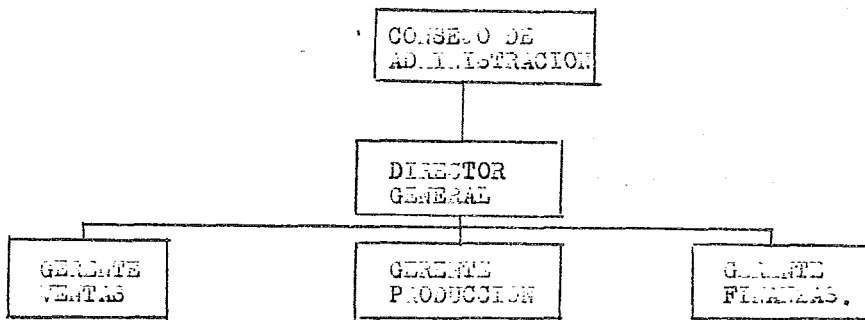 CONSEJO DE
ADMINISTRACION
DIRECTOR
GENERAL
GERENTE
VENTAS
GERENTE
PRODUCCION
GERENTE
FINANZAS.